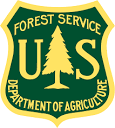 FOREST SERVICE
U S
DEPARTMENT OF AGRICULTURE